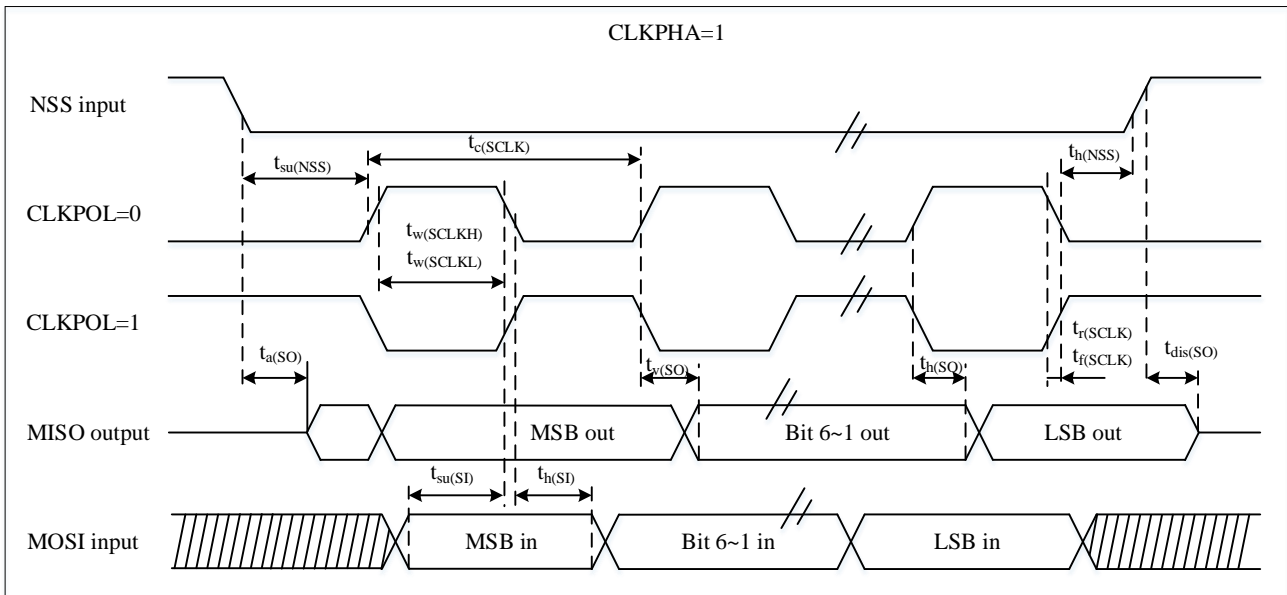 CLKPHA=1
NSS input
tc(SCLK)
tsu(NSS)
th(NSS)
CLKPOL=0
tw(SCLKH)
tw(SCLKL)
CLKPOL=1
ta(SO)
tv(SO)
th(SO)
tr(SCLK)
tf(SCLK)
tdis(SO)
MISO output
MSB out
Bit 6~1 out
LSB out
tsu(SI)
th(SI)
MOSI input
MSB in
Bit 6~1 in
LSB in